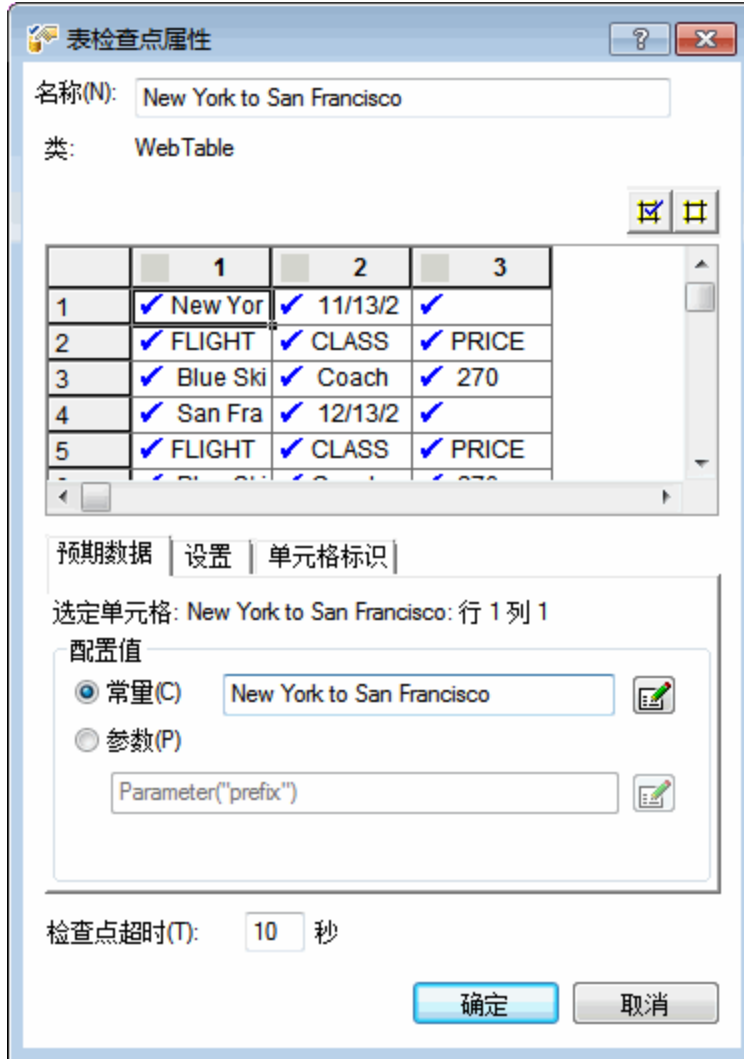 表检查点属性
名称(N): New York to San Francisco
类: WebTable
1 2 3
1 New Yor 11/13/2
2 FLIGHT CLASS PRICE
3 Blue Ski Coach 270
4 San Fra 12/13/2
5 FLIGHT CLASS PRICE
预期数据 设置 单元格标识
选定单元格: New York to San Francisco: 行 1 列 1
配置值
常量(C) New York to San Francisco
参数(P)
Parameter("prefix")
检查点超时(T): 10 秒
确定 取消